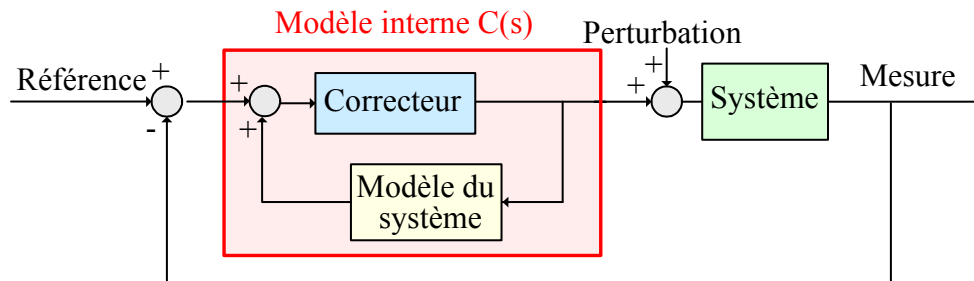 Modèle interne C(s)
Perturbation
Référence
+
+
+
+
Correcteur
Système
Mesure
-
+
Modèle du
système